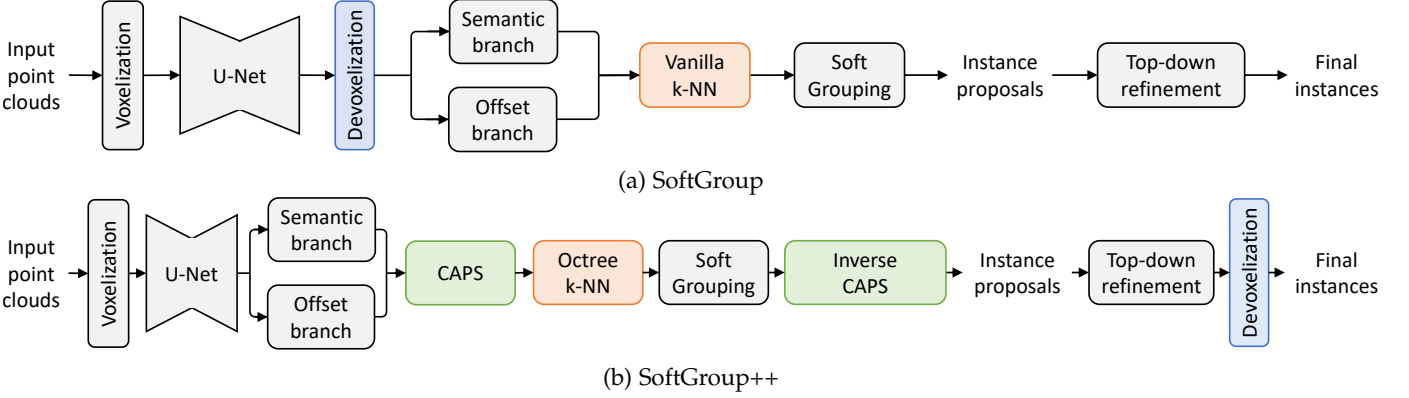 Input
point
clouds
Voxelization
U-Net
Devoxelization
Semantic
branch
Offset
branch
Vanilla
k-NN
Soft
Grouping
Instance
proposals
Top-down
refinement
Final
instances
(a) SoftGroup
Input
point
clouds
Voxelization
U-Net
Semantic
branch
Offset
branch
CAPS
Octree
k-NN
Soft
Grouping
Inverse
CAPS
Instance
proposals
Top-down
refinement
Devoxelization
Final
instances
(b) SoftGroup++